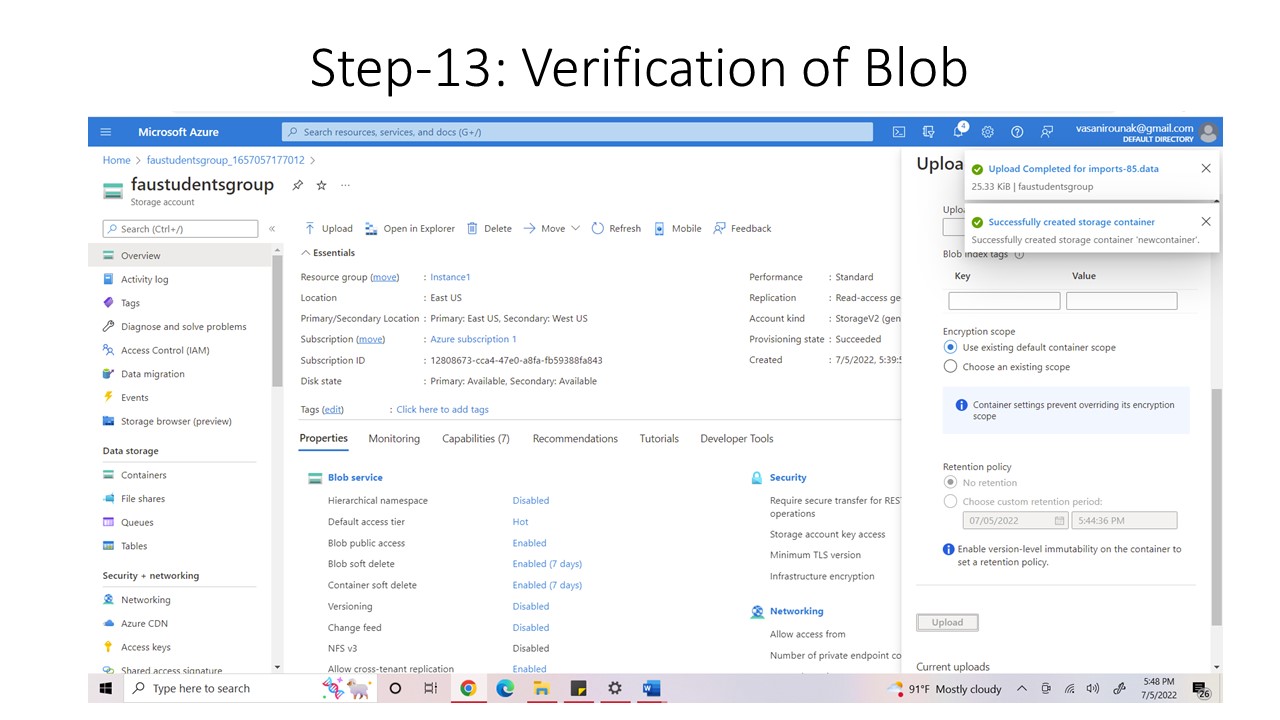 Step-13: Verification of Blob
Microsoft Azure
Search resources, services, and docs (G+/)
4
vasanirounak@gmail.com
DEFAULT DIRECTORY
Home > faustudentsgroup_1657057177012 >
faustudentsgroup
Storage account
Search (Ctrl+/)
Overview
Activity log
Tags
Diagnose and solve problems
Access Control (IAM)
Data migration
Events
Storage browser (preview)
Data storage
Containers
File shares
Queues
Tables
Security + networking
Networking
Azure CDN
Access keys
Shared access signature
Upload Open in Explorer Delete Move Refresh Mobile Feedback
Essentials
Resource group (move) : Instance1
Location : East US
Primary/Secondary Location : Primary: East US, Secondary: West US
Subscription (move) : Azure subscription 1
Subscription ID : 12808673-cca4-47e0-a8fa-fb59388fa843
Disk state : Primary: Available, Secondary: Available
Tags (edit) : Click here to add tags
Performance : Standard
Replication : Read-access ge
Account kind : StorageV2 (gen
Provisioning state : Succeeded
Created : 7/5/2022, 5:39:5
Properties Monitoring Capabilities (7) Recommendations Tutorials Developer Tools
Blob service
Hierarchical namespace Disabled
Default access tier Hot
Blob public access Enabled
Blob soft delete Enabled (7 days)
Container soft delete Enabled (7 days)
Versioning Disabled
Change feed Disabled
NFS v3 Disabled
Allow cross-tenant replication Enabled
Security
Require secure transfer for RES
operations
Storage account key access
Minimum TLS version
Infrastructure encryption
Networking
Allow access from
Number of private endpoint co
Uploa
Upload Completed for imports-85.data
25.33 KiB | faustudentsgroup
Successfully created storage container
Successfully created storage container 'newcontainer'.
Uplo
Blob index tags
Key Value
Encryption scope
Use existing default container scope
Choose an existing scope
Container settings prevent overriding its encryption
scope
Retention policy
No retention
Choose custom retention period:
07/05/2022 5:44:36 PM
Enable version-level immutability on the container to
set a retention policy.
Upload
Current uploads
Type here to search
91°F Mostly cloudy
5:48 PM
7/5/2022
26